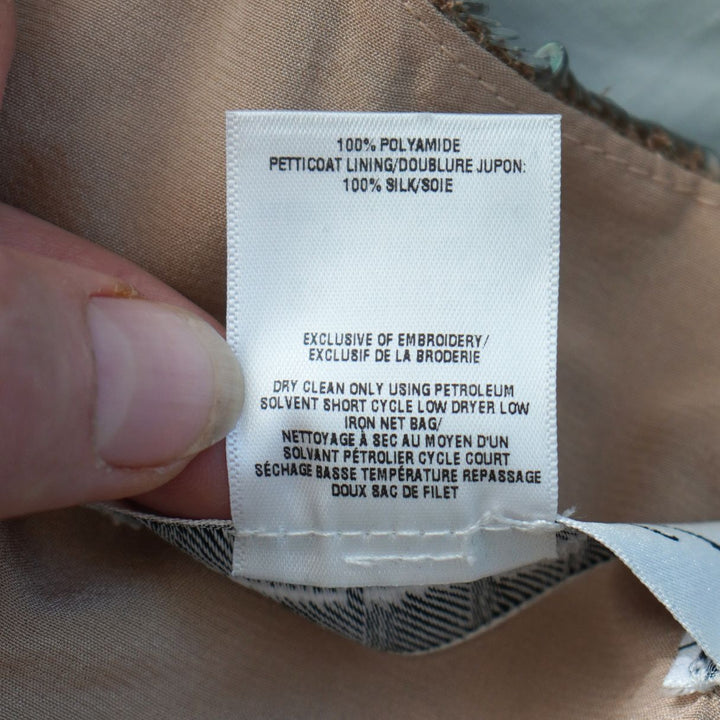 100% POLYAMIDE
PETTICOAT LINING/DOUBLURE JUPON:
100% SILK/SOIE
EXCLUSIVE OF EMBROIDERY/
EXCLUSIF DE LA BRODERIE
DRY CLEAN ONLY USING PETROLEUM
SOLVENT SHORT CYCLE LOW DRYER LOW
IRON NET BAG/
NETTOYAGE À SEC AU MOYEN D'UN
SOLVANT PÉTROLIER CYCLE COURT
SÉCHAGE BASSE TEMPÉRATURE REPASSAGE
DOUX SAC DE FILET